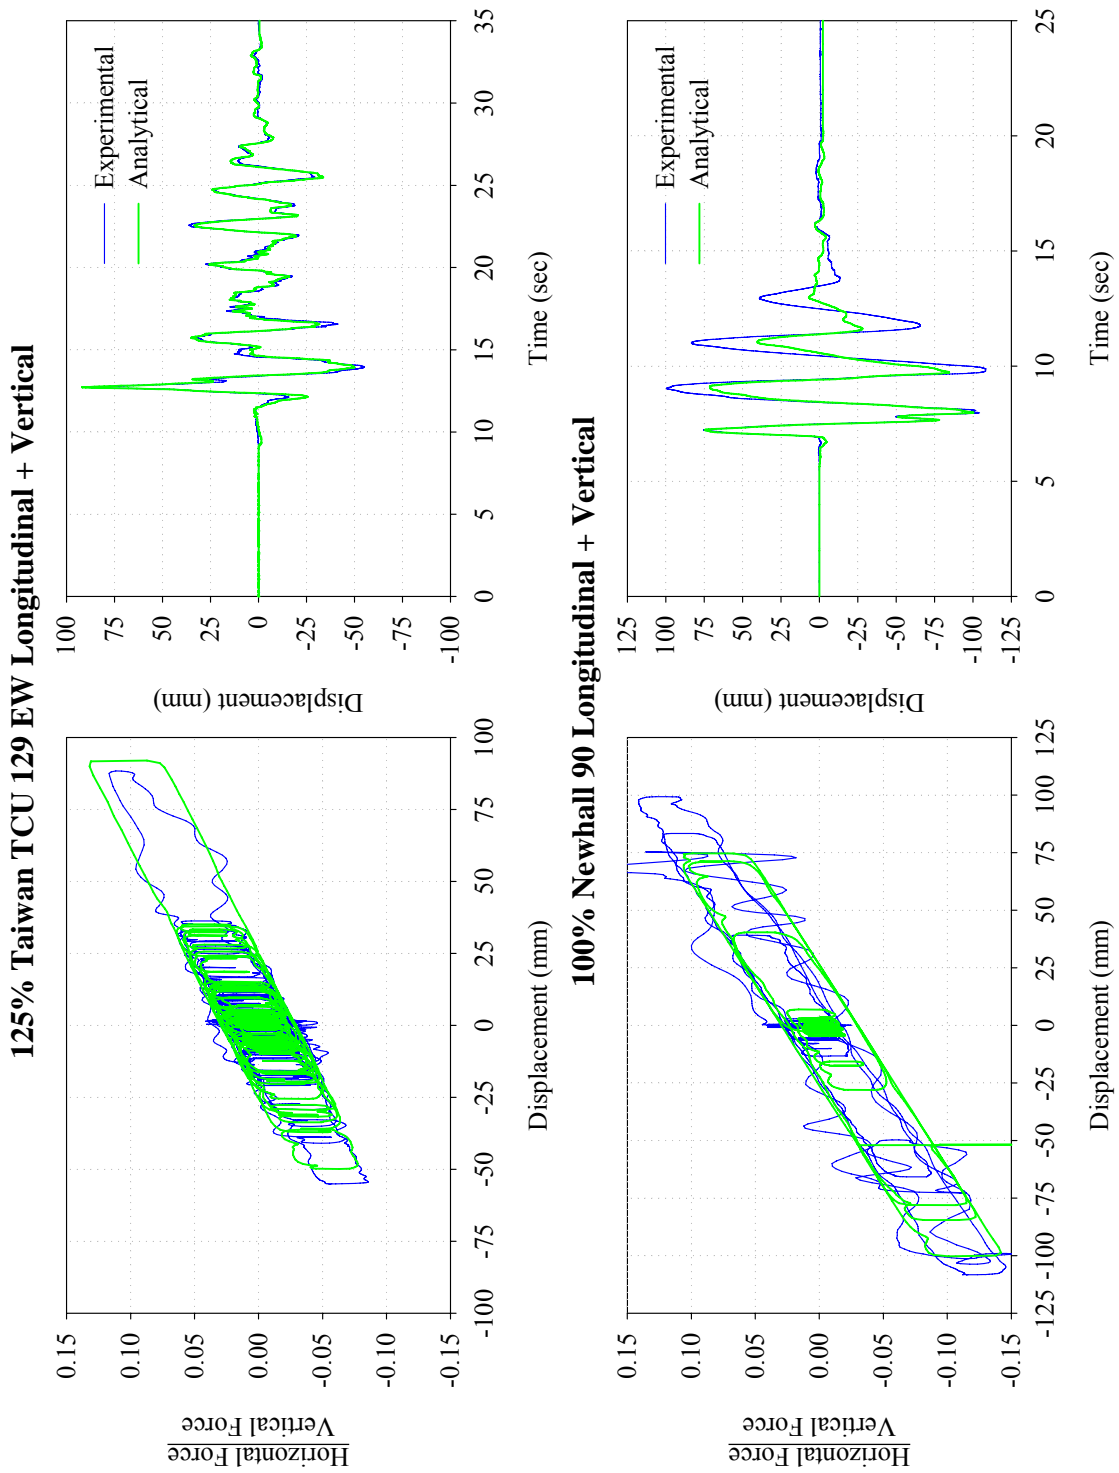 125% Taiwan TCU 129 EW Longitudinal + Vertical
Horizontal Force
Vertical Force
0.15
0.10
0.05
0.00
-0.05
-0.10
-0.15
-100 -75 -50 -25 0 25 50 75 100
Displacement (mm)
Displacement (mm)
100
75
50
25
0
-25
-50
-75
-100
0 5 10 15 20 25 30 35
Time (sec)
Experimental
Analytical
100% Newhall 90 Longitudinal + Vertical
Horizontal Force
Vertical Force
0.15
0.10
0.05
0.00
-0.05
-0.10
-0.15
-125 -100 -75 -50 -25 0 25 50 75 100 125
Displacement (mm)
Displacement (mm)
125
100
75
50
25
0
-25
-50
-75
-100
-125
0 5 10 15 20 25
Time (sec)
Experimental
Analytical